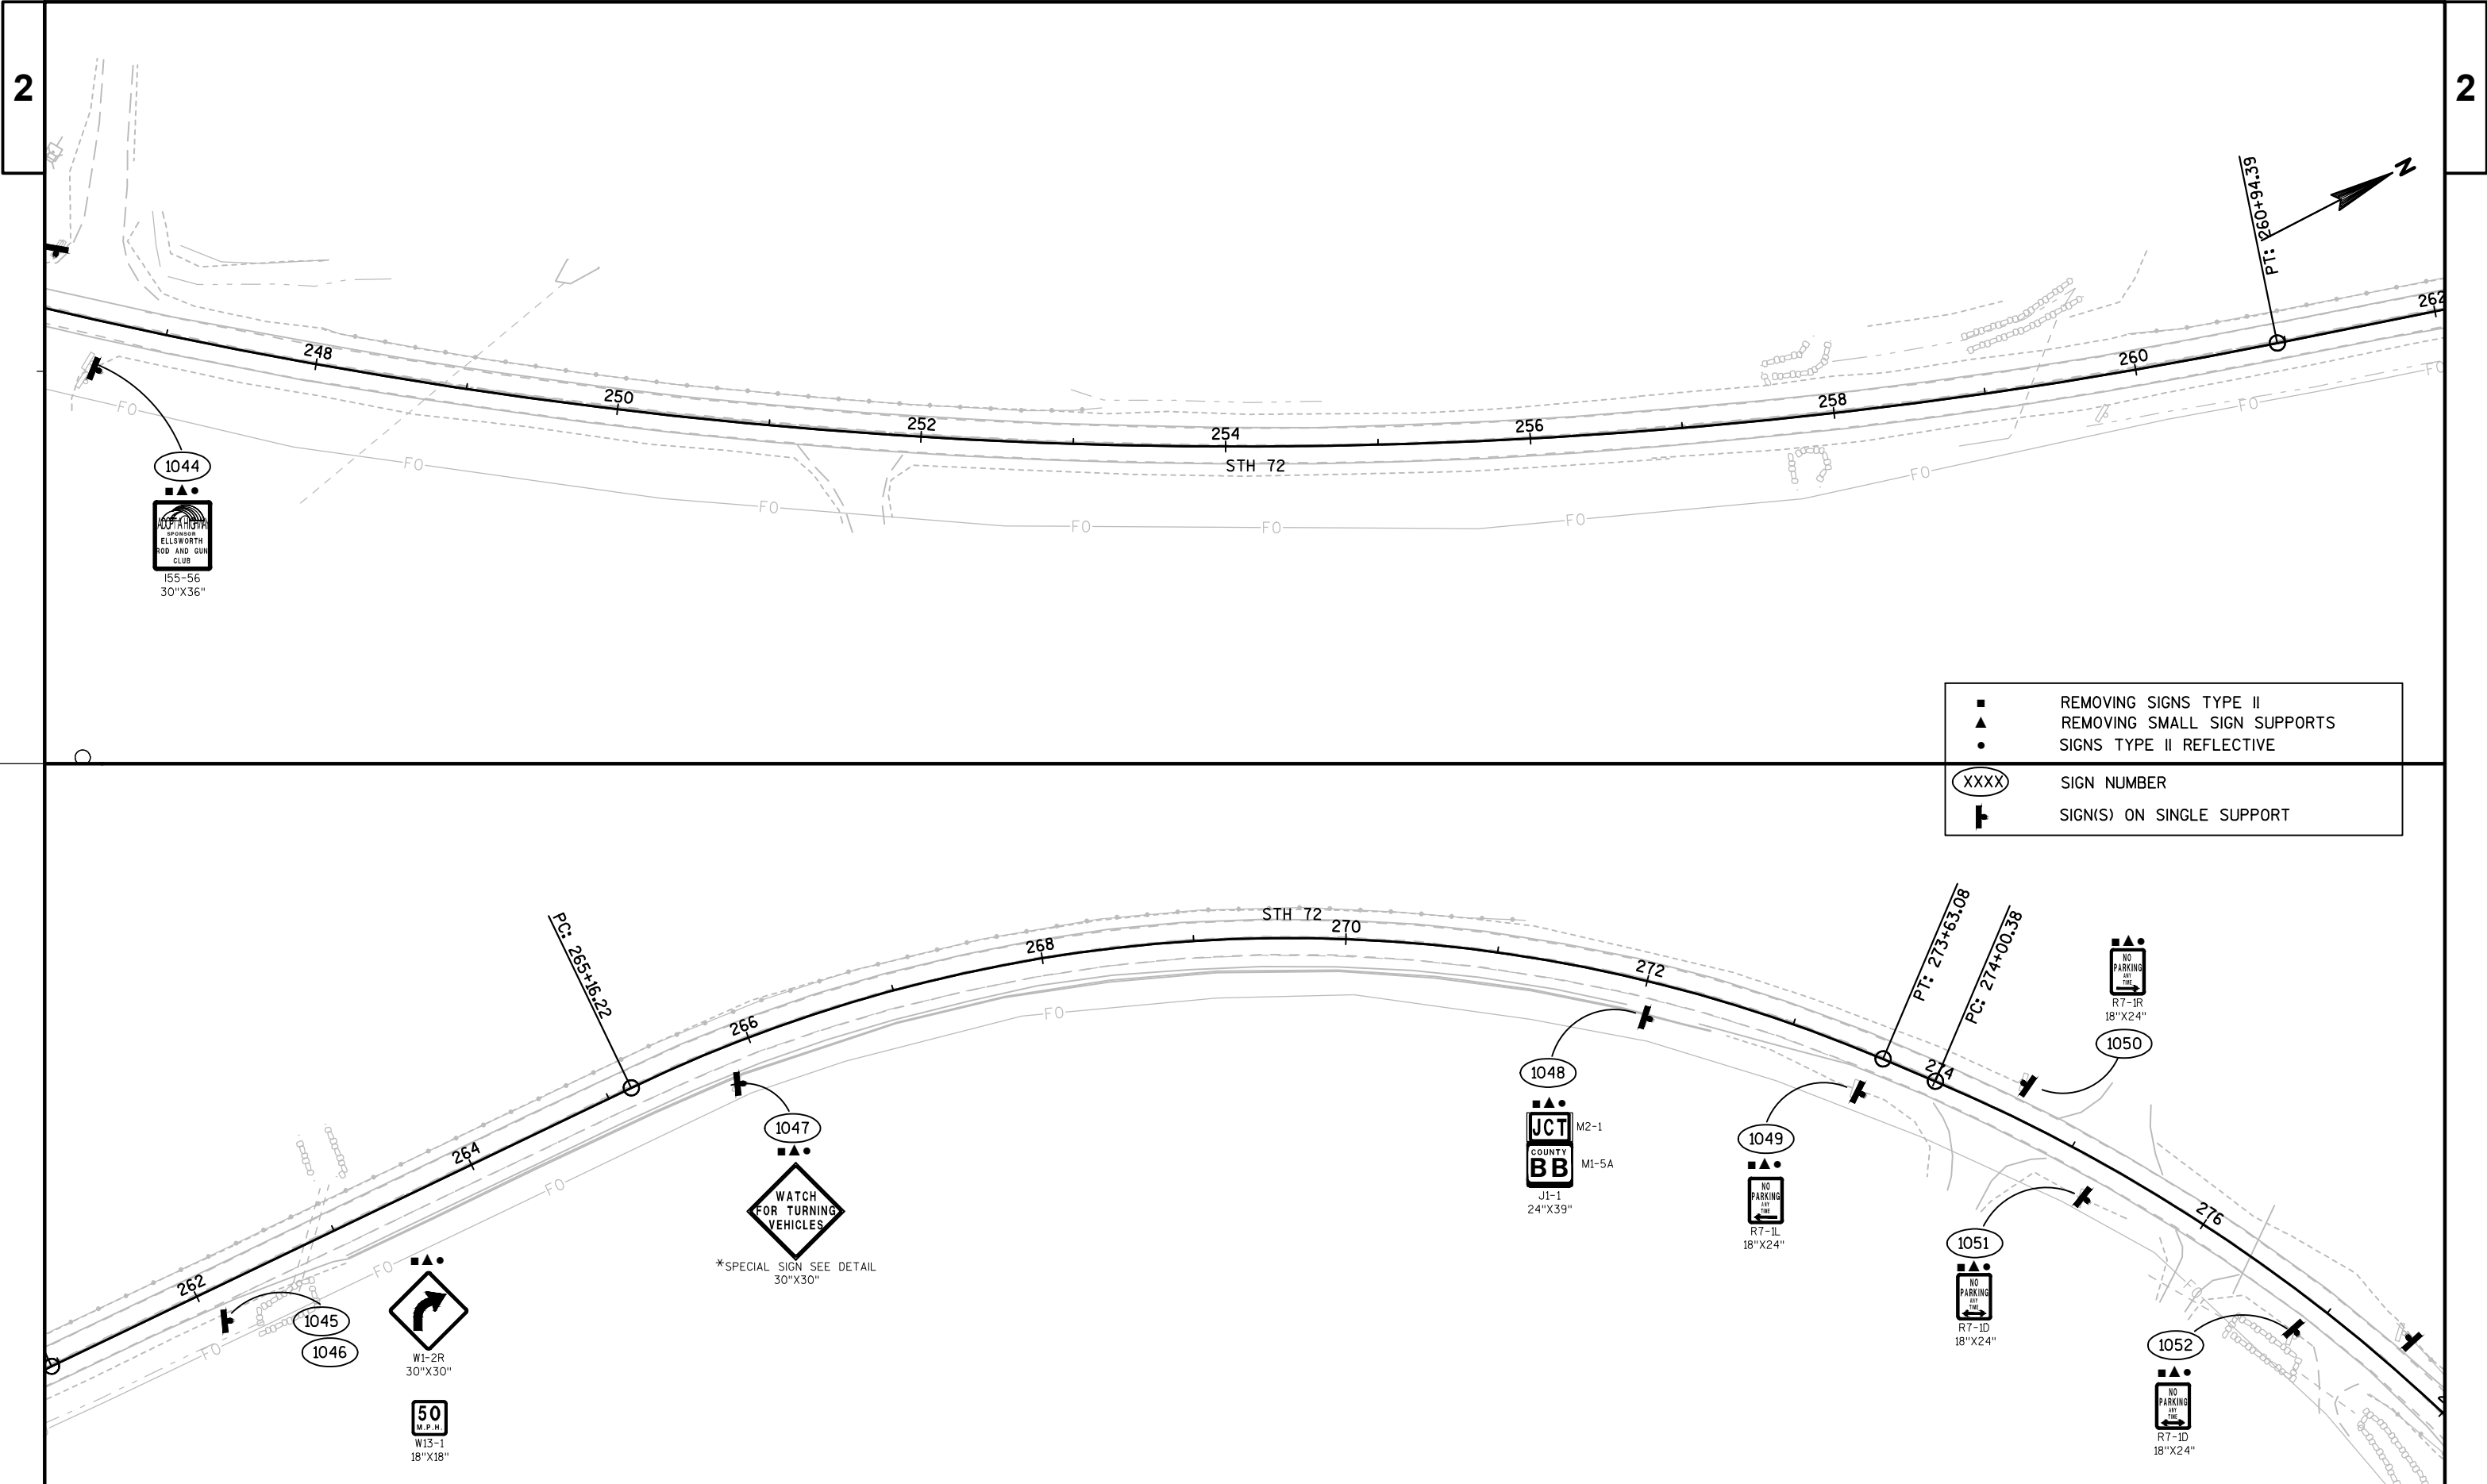 2
2
PT: 260+94.39
N
248
250
252
254
256
258
260
262
STH 72
FO
FO
FO
FO
FO
FO
FO
FO
FO
1044
ADOPT A HIGHWAY
SPONSOR
ELLSWORTH
ROD AND GUN
CLUB
I55-56
30"X36"
REMOVING SIGNS TYPE II
REMOVING SMALL SIGN SUPPORTS
SIGNS TYPE II REFLECTIVE
XXXX SIGN NUMBER
SIGN(S) ON SINGLE SUPPORT
STH 72
262
264
266
268
270
272
274
276
PC: 265+16.22
PT: 273+63.08
PC: 274+00.38
FO
FO
FO
FO
FO
1045
1046
W1-2R
30"X30"
50
M.P.H.
W13-1
18"X18"
1047
WATCH
FOR TURNING
VEHICLES
*SPECIAL SIGN SEE DETAIL
30"X30"
1048
JCT M2-1
COUNTY
BB M1-5A
J1-1
24"X39"
1049
NO
PARKING
ANY
TIME
R7-1L
18"X24"
NO
PARKING
ANY
TIME
R7-1R
18"X24"
1050
1051
NO
PARKING
ANY
TIME
R7-1D
18"X24"
1052
NO
PARKING
ANY
TIME
R7-1D
18"X24"